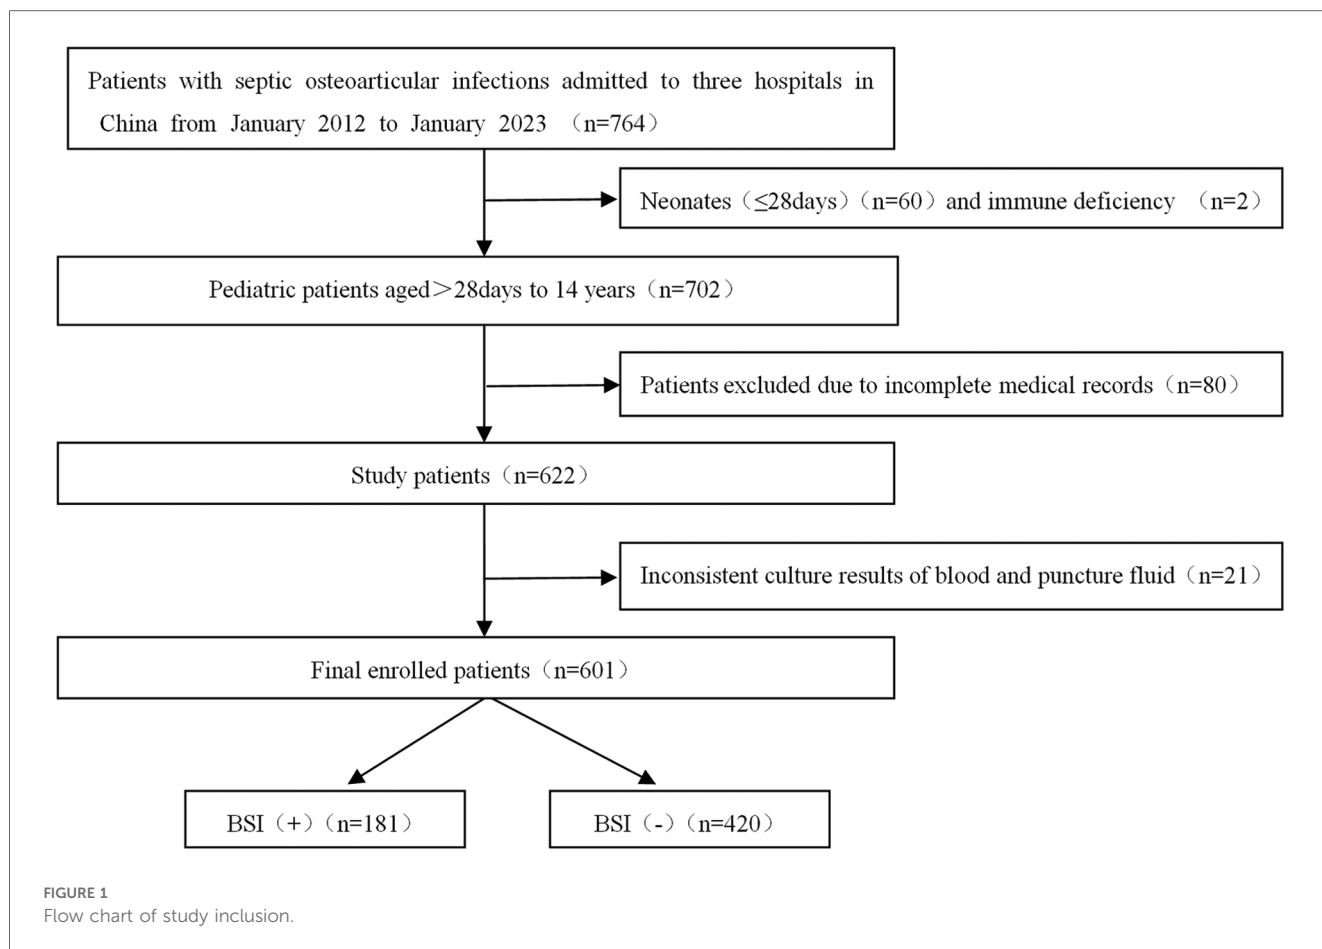 Patients with septic osteoarticular infections admitted to three hospitals in
China from January 2012 to January 2023 （n=764）
Neonates（≤28days）（n=60）and immune deficiency （n=2）
Pediatric patients aged＞28days to 14 years（n=702）
Patients excluded due to incomplete medical records（n=80）
Study patients（n=622）
Inconsistent culture results of blood and puncture fluid（n=21）
Final enrolled patients（n=601）
BSI（+）（n=181）
BSI（-）（n=420）
FIGURE 1
Flow chart of study inclusion.